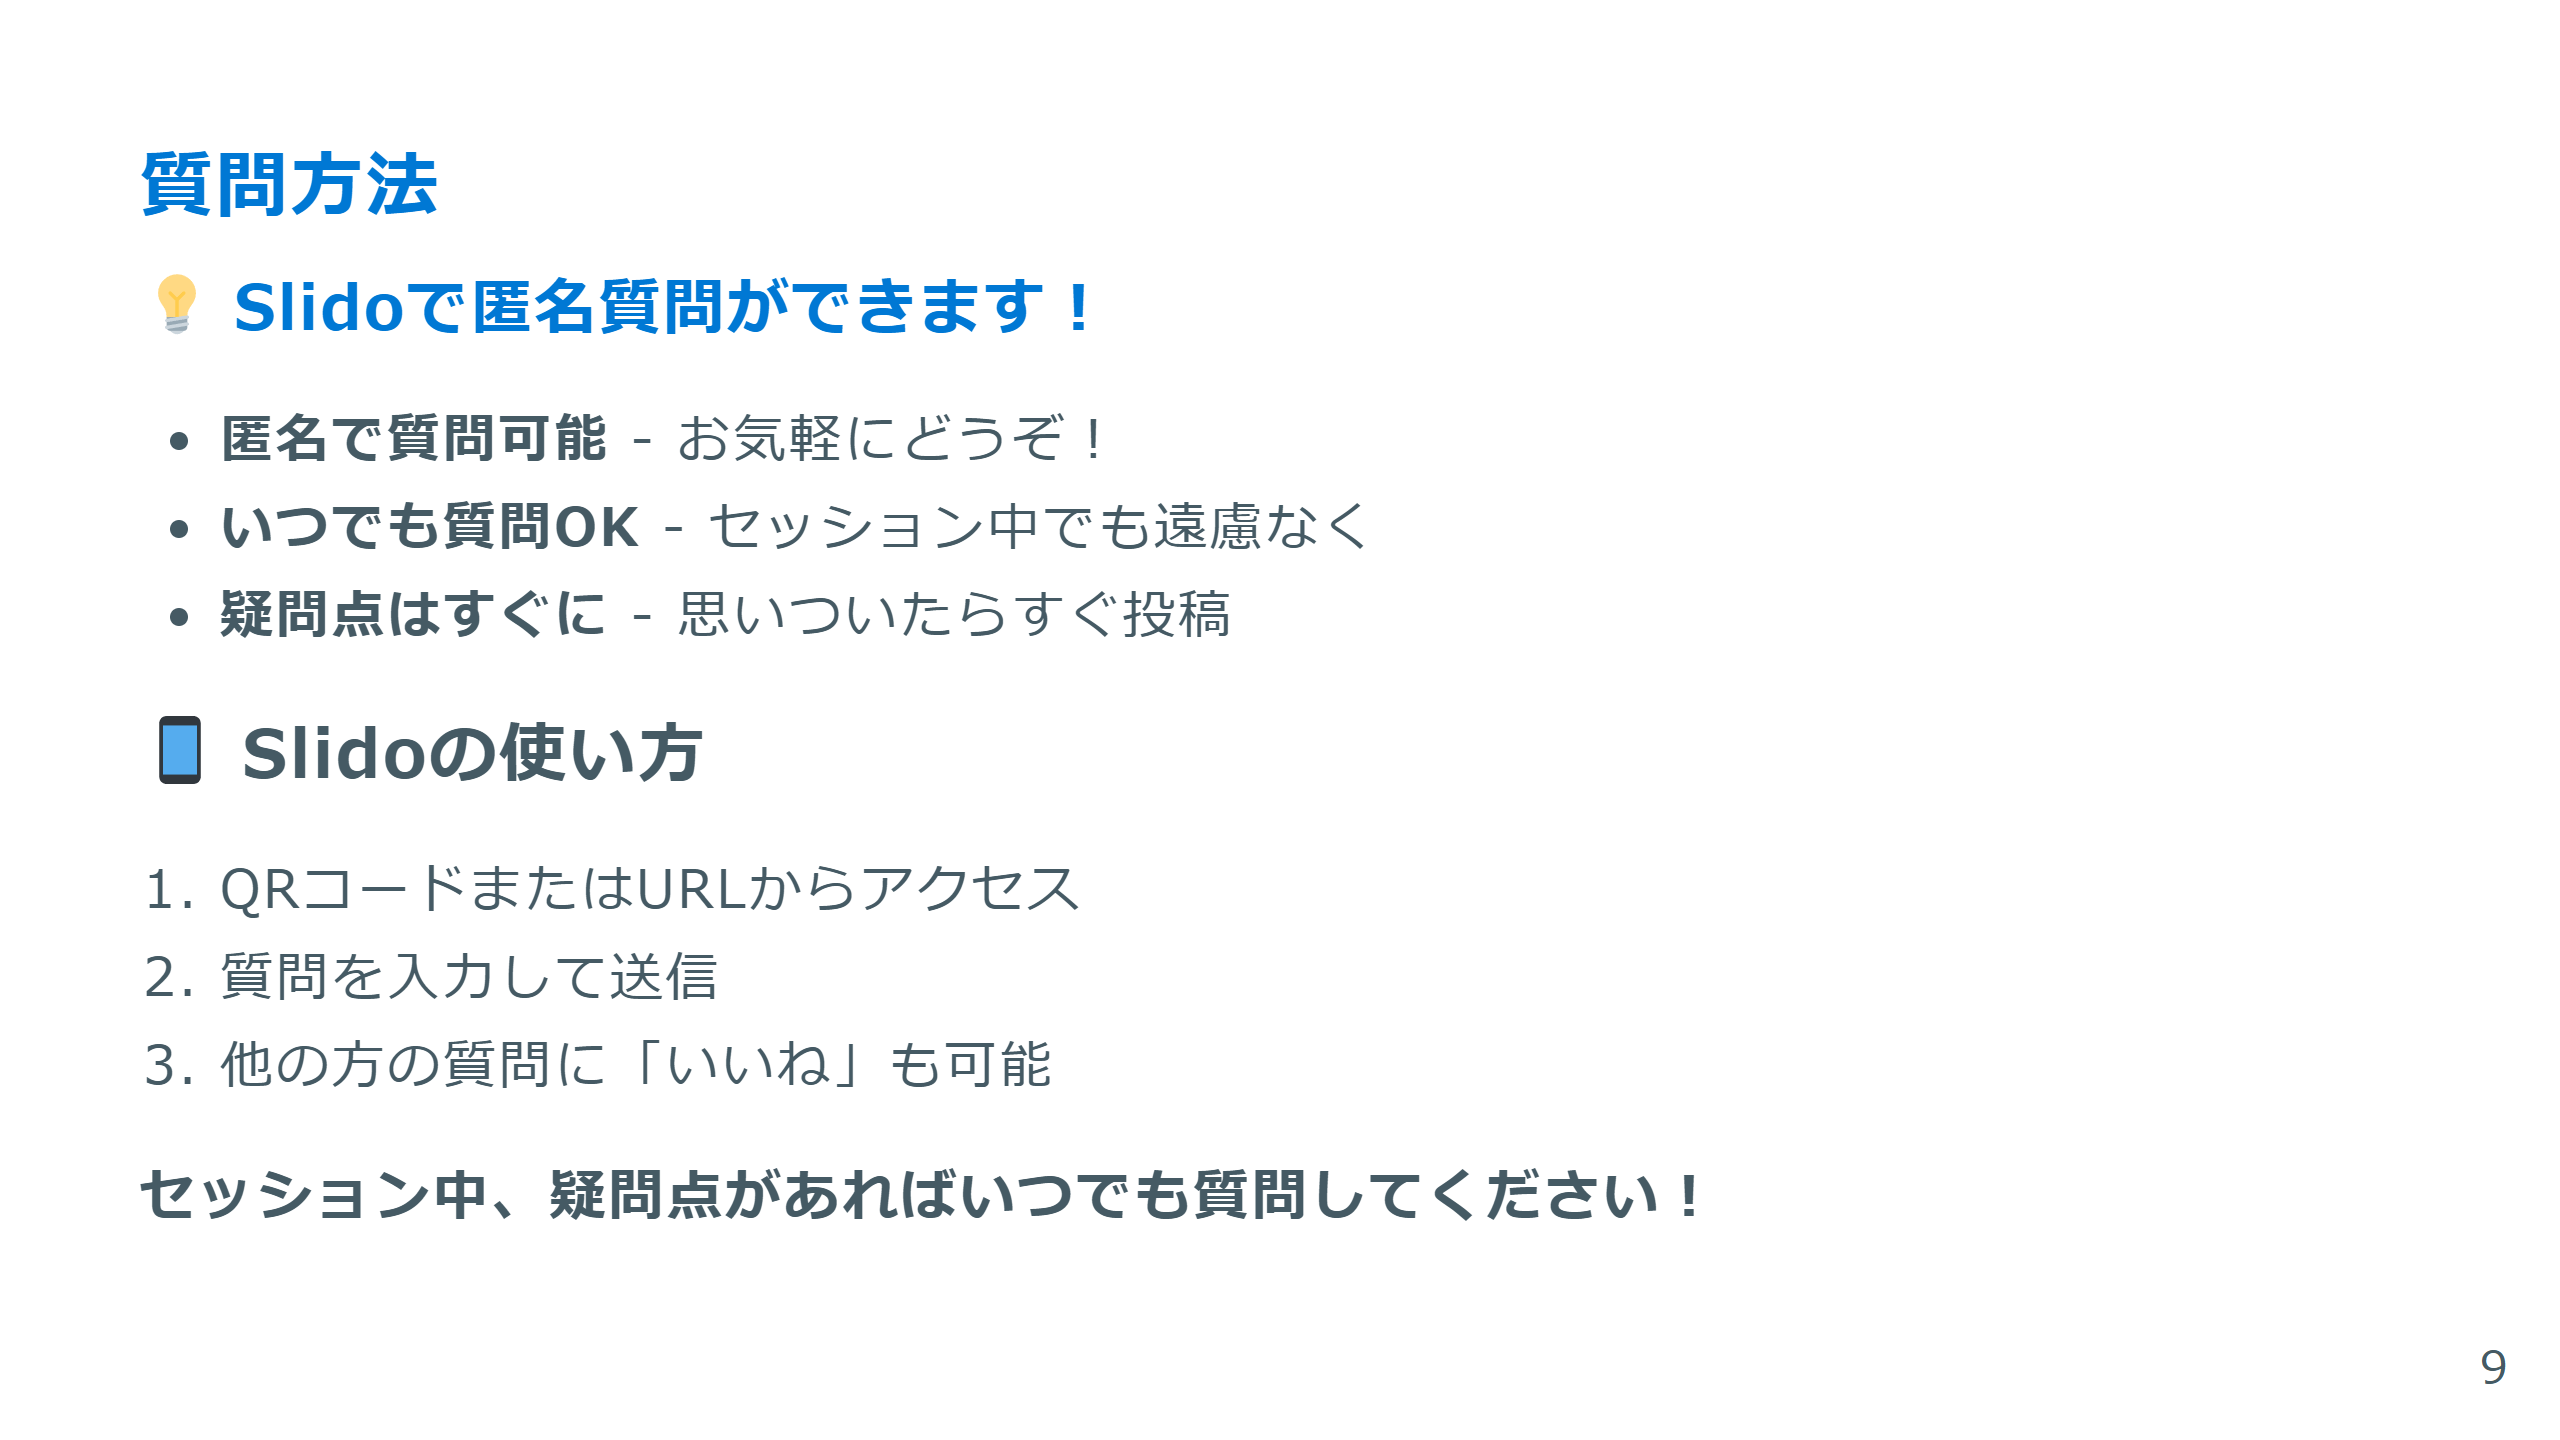 質問方法
Slidoで匿名質問ができます！
• 匿名で質問可能 - お気軽にどうぞ！
• いつでも質問OK - セッション中でも遠慮なく
• 疑問点はすぐに - 思いついたらすぐ投稿
Slidoの使い方
1. QRコードまたはURLからアクセス
2. 質問を入力して送信
3. 他の方の質問に「いいね」も可能
セッション中、疑問点があればいつでも質問してください！
9